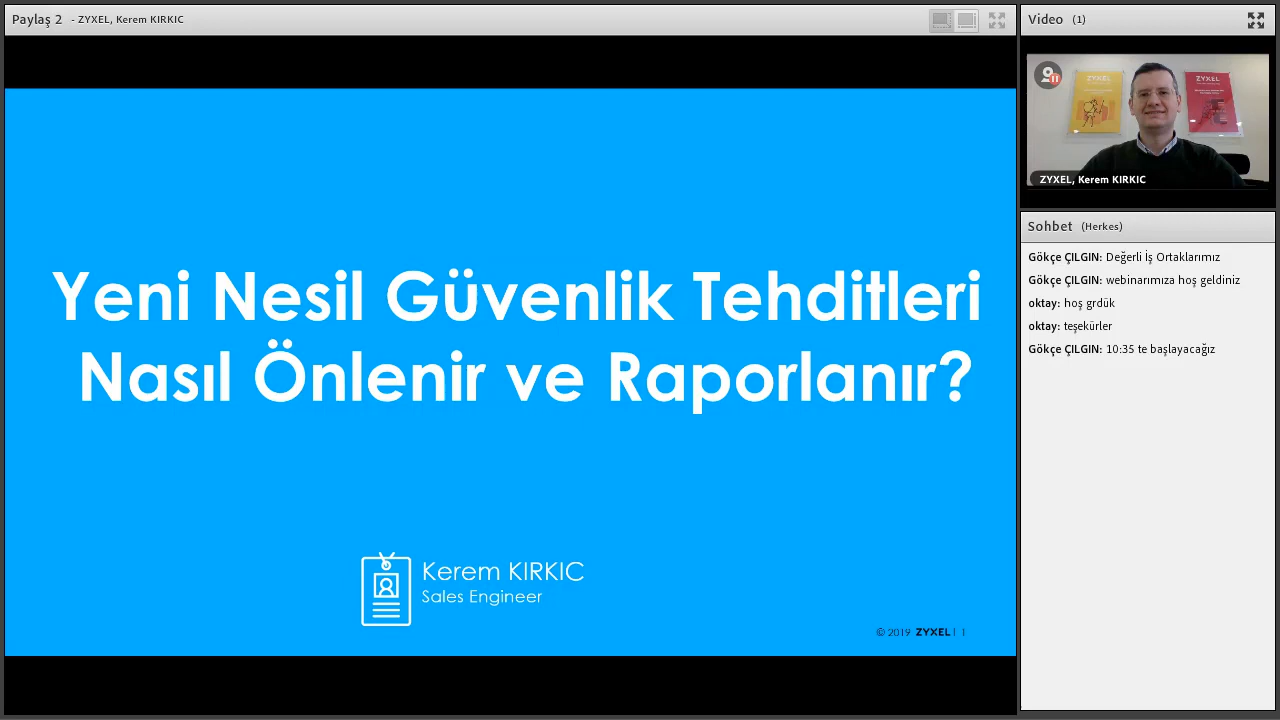 Paylaş 2 - ZYXEL, Kerem KIRKIC
Yeni Nesil Güvenlik Tehditleri
Nasıl Önlenir ve Raporlanır?
Kerem KIRKIC
Sales Engineer
© 2019 ZYXEL | 1
Video (1)
ZYXEL
ZYXEL
ZYXEL, Kerem KIRKIC
Sohbet (Herkes)
Gökçe ÇILGIN: Değerli İş Ortaklarımız
Gökçe ÇILGIN: webinarımıza hoş geldiniz
oktay: hoş grdük
oktay: teşekürler
Gökçe ÇILGIN: 10:35 te başlayacağız